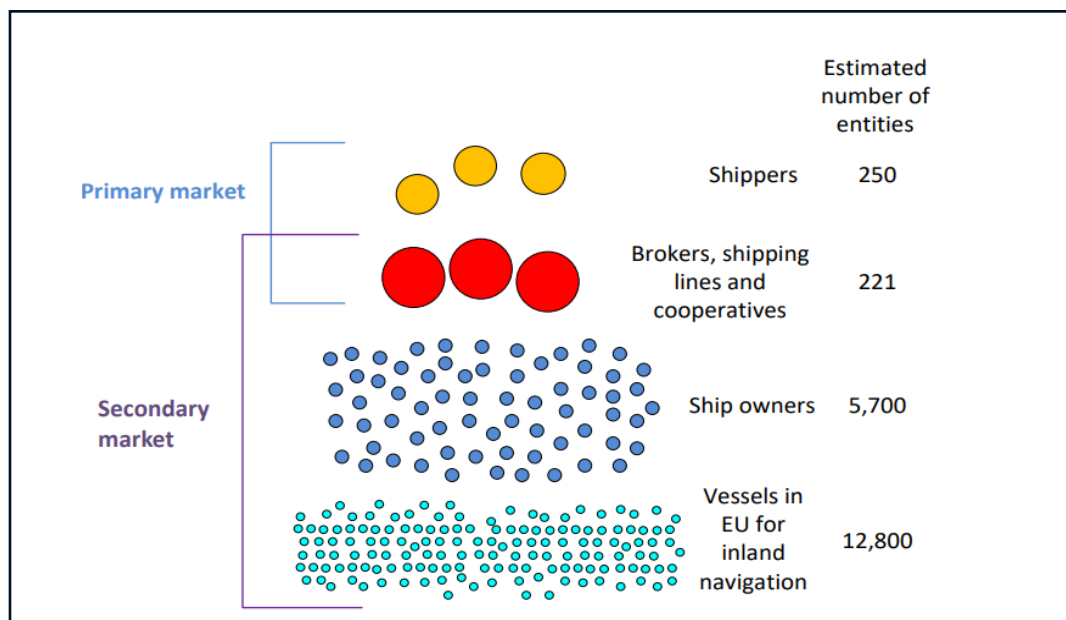 Estimated
number of
entities
Primary market
Shippers
250
Brokers, shipping
lines and
cooperatives
221
Secondary
market
Ship owners
5,700
Vessels in
EU for
inland
navigation
12,800